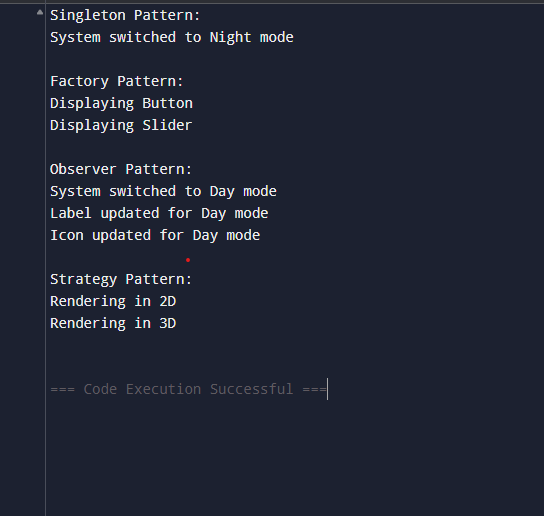 Singleton Pattern:
System switched to Night mode
Factory Pattern:
Displaying Button
Displaying Slider
Observer Pattern:
System switched to Day mode
Label updated for Day mode
Icon updated for Day mode
Strategy Pattern:
Rendering in 2D
Rendering in 3D
=== Code Execution Successful ===